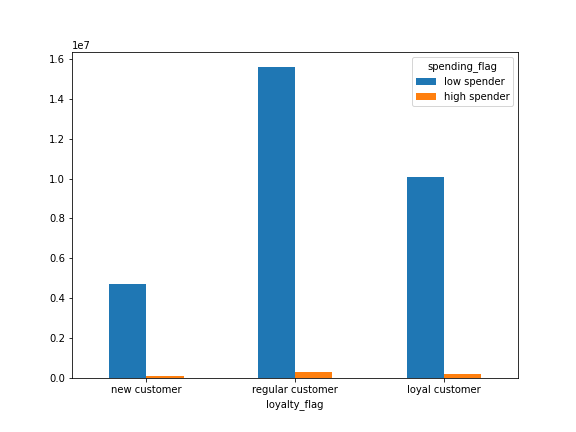 1e7
1.6
1.4
1.2
1.0
0.8
0.6
0.4
0.2
0.0
spending_flag
low spender
high spender
new customer regular customer loyal customer
loyalty_flag